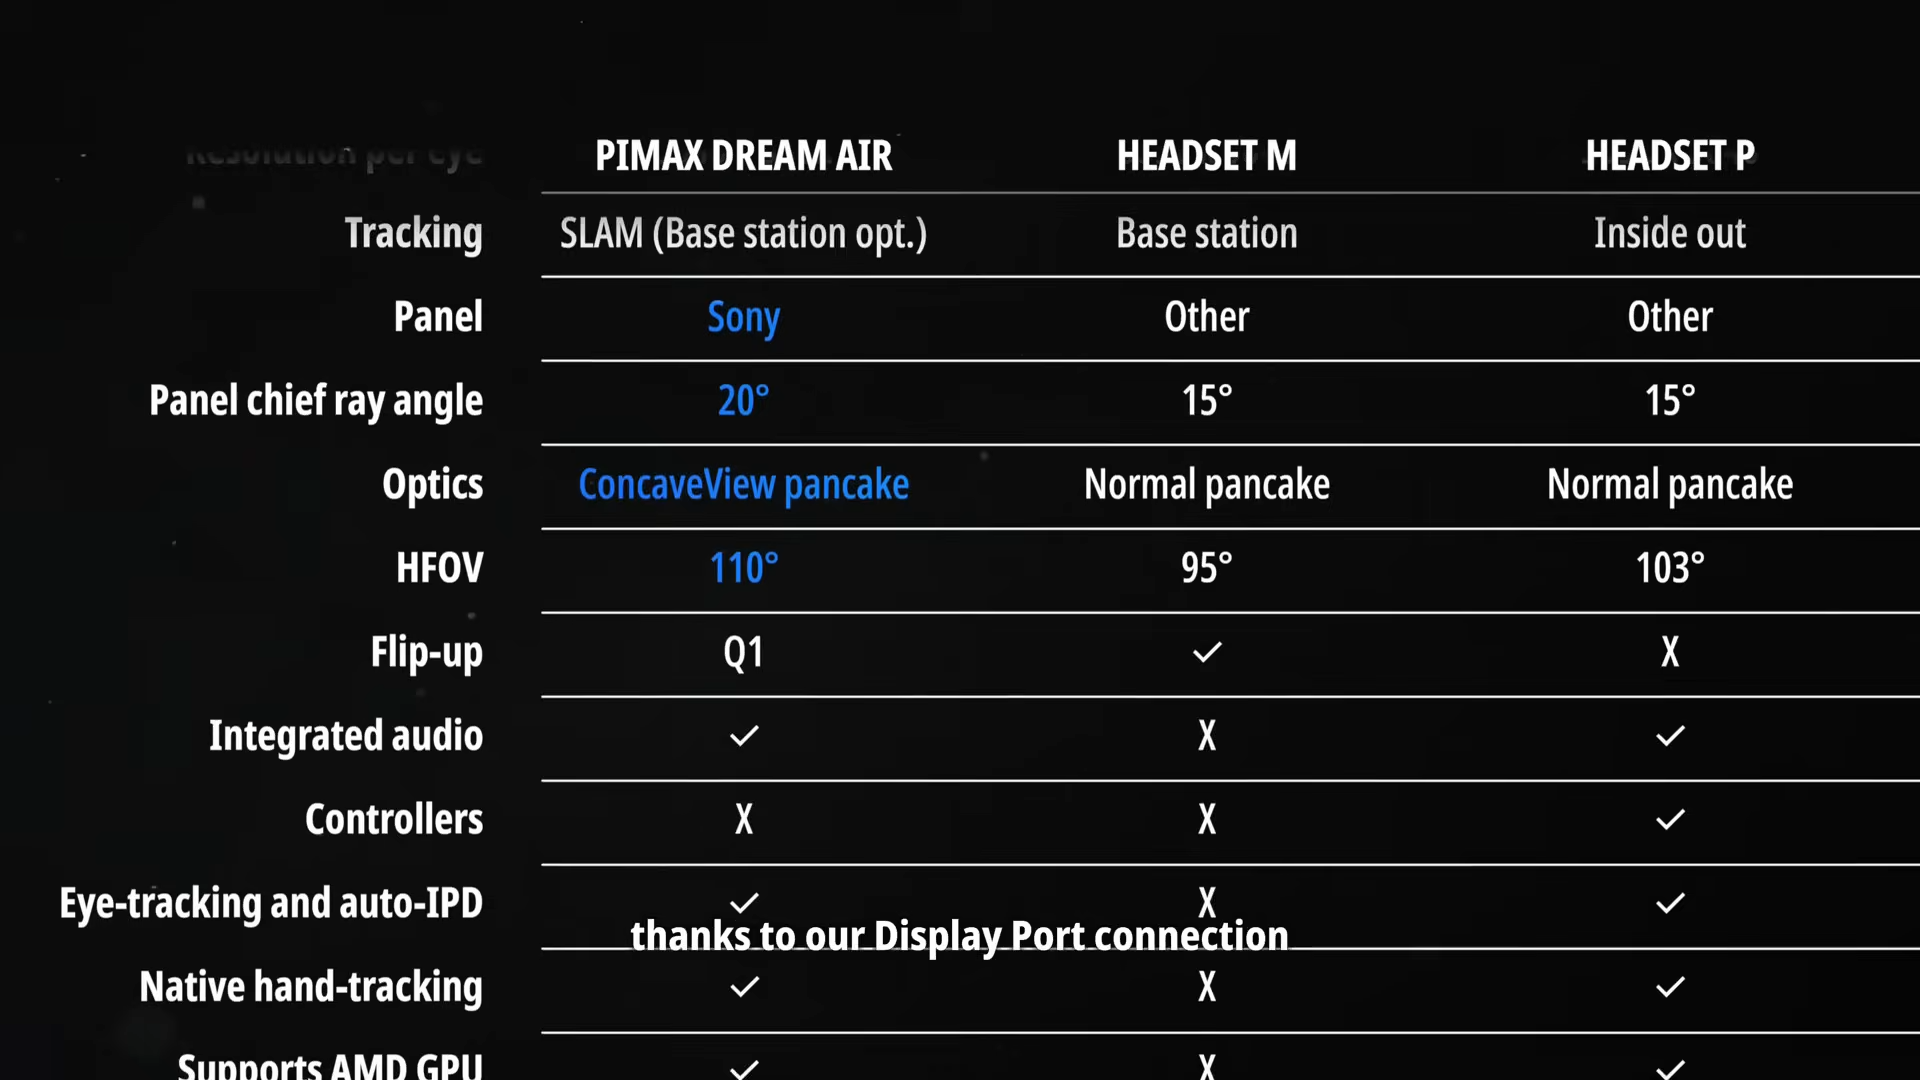 PIMAX DREAM AIR HEADSET M HEADSET P
Resolution per eye
Tracking SLAM (Base station opt.) Base station Inside out
Panel Sony Other Other
Panel chief ray angle 20° 15° 15°
Optics ConcaveView pancake Normal pancake Normal pancake
HFOV 110° 95° 103°
Flip-up Q1 ✓ X
Integrated audio ✓ X ✓
Controllers X X ✓
Eye-tracking and auto-IPD ✓ X ✓
thanks to our Display Port connection
Native hand-tracking ✓ X ✓
Supports AMD GPU ✓ X ✓